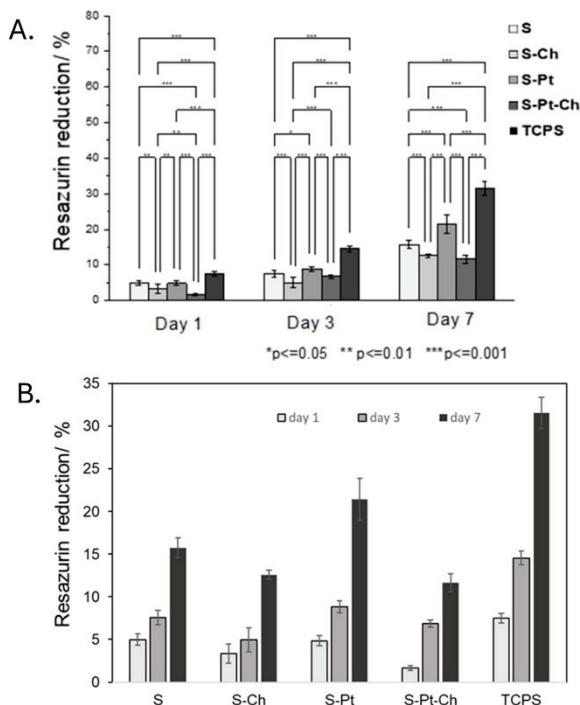 A.
Resazurin reduction/ %
80
70
60
50
40
30
20
10
0
S
S-Ch
S-Pt
S-Pt-Ch
TCPS
Day 1 Day 3 Day 7
*p<=0.05 ** p<=0.01 ***p<=0.001
B.
Resazurin reduction/ %
35
30
25
20
15
10
5
0
day 1 day 3 day 7
S S-Ch S-Pt S-Pt-Ch TCPS